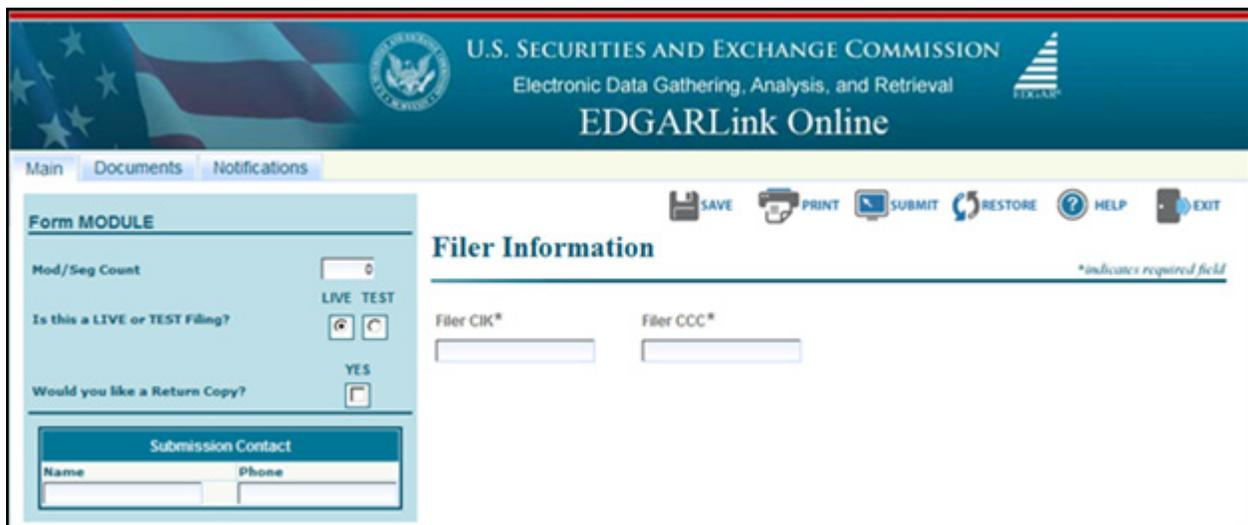 U.S. SECURITIES AND EXCHANGE COMMISSION
Electronic Data Gathering, Analysis, and Retrieval
EDGAR®
EDGARLink Online
Main Documents Notifications
SAVE PRINT SUBMIT RESTORE HELP EXIT
Form MODULE
Mod/Seg Count 0
LIVE TEST
Is this a LIVE or TEST Filing?
YES
Would you like a Return Copy?
Submission Contact
Name Phone
Filer Information
*indicates required field
Filer CIK* Filer CCC*